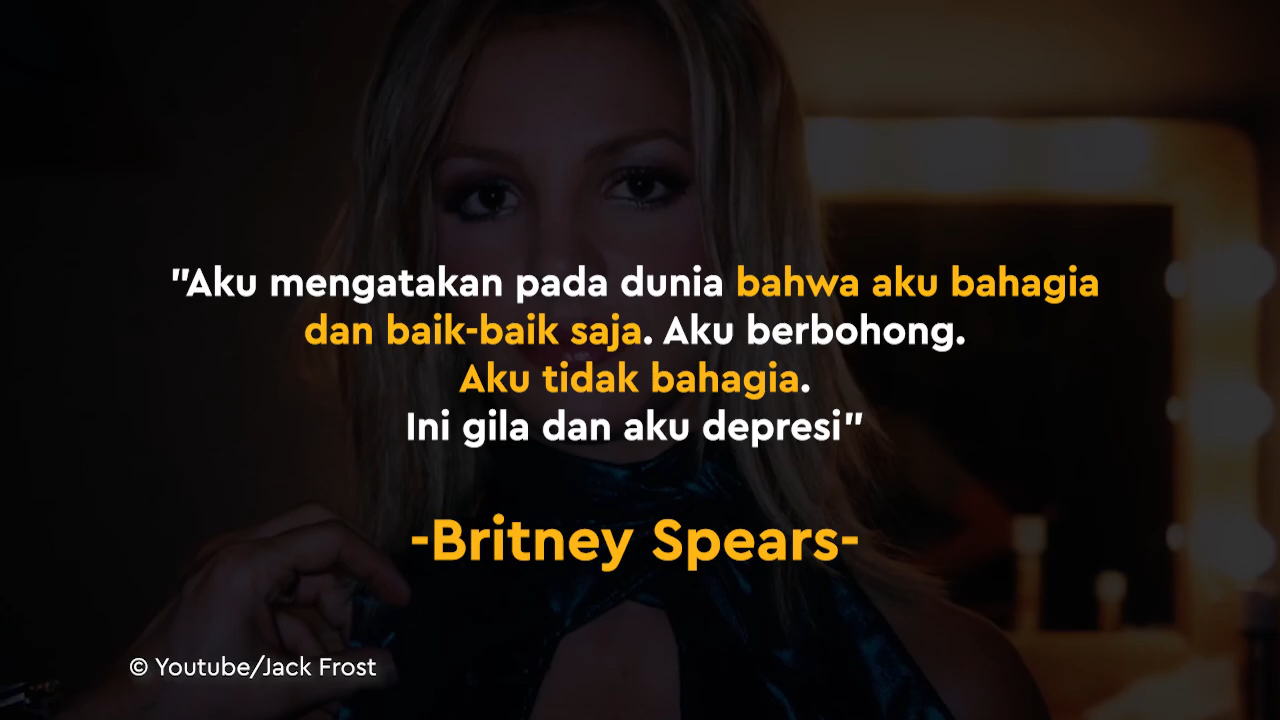 "Aku mengatakan pada dunia bahwa aku bahagia
dan baik-baik saja. Aku berbohong.
Aku tidak bahagia.
Ini gila dan aku depresi"
-Britney Spears-
© Youtube/Jack Frost